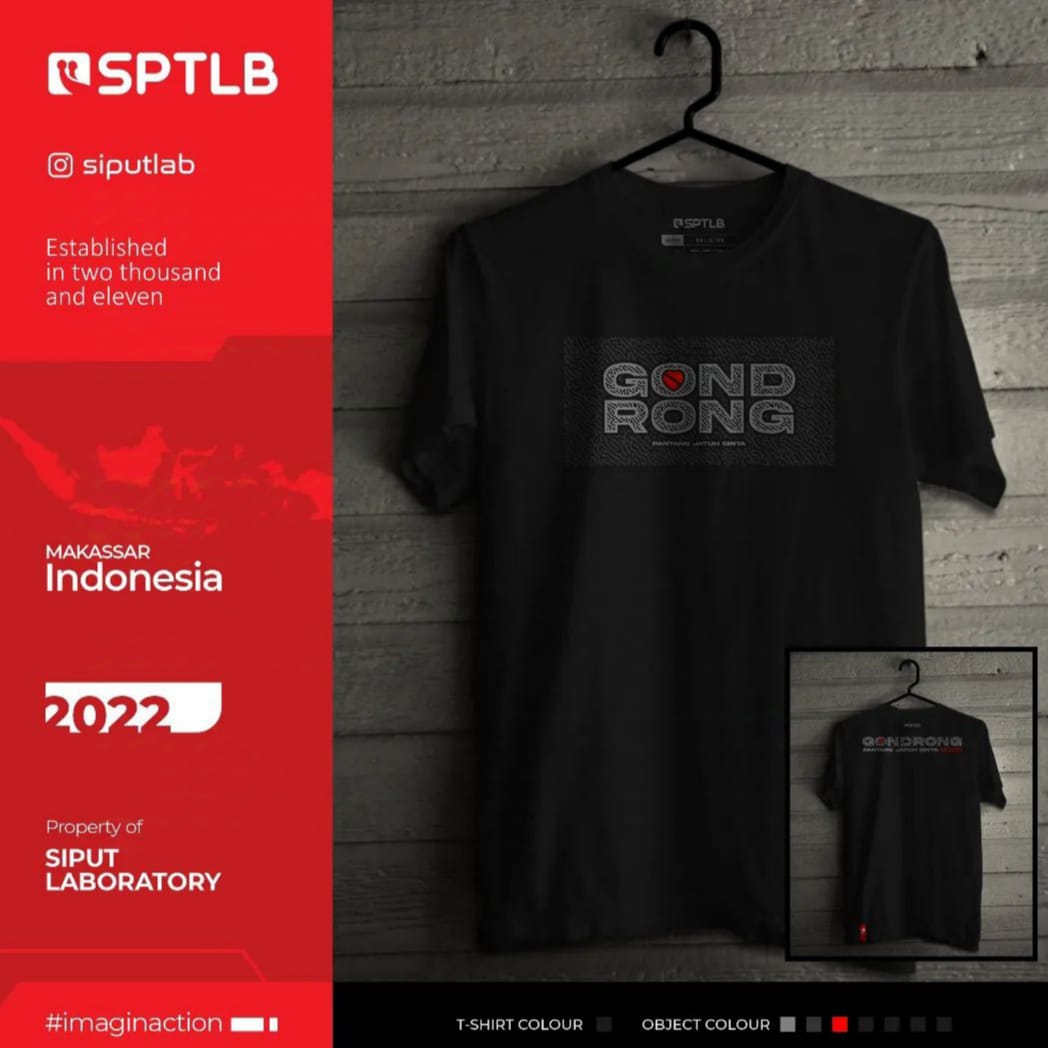 SPTLB
siputlab
Established
in two thousand
and eleven
MAKASSAR
Indonesia
2022
Property of
SIPUT
LABORATORY
#imaginaction
SPTLB
GOND
RONG
PANTANG JATUH CINTA
GONDRONG
PANTANG JATUH CINTA
T-SHIRT COLOUR
OBJECT COLOUR